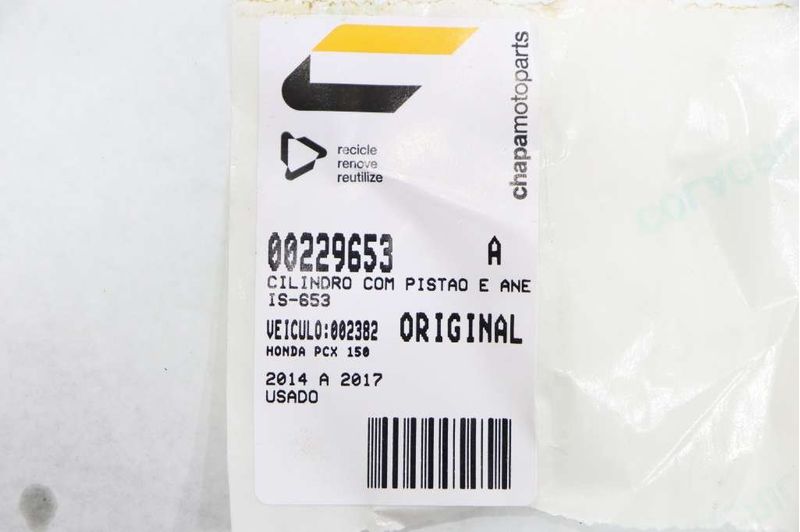 chapamotoparts
recicle
renove
reutilize
00229653 A
CILINDRO COM PISTAO E ANE
IS-653
VEICULO:002382 ORIGINAL
HONDA PCX 150
2014 A 2017
USADO